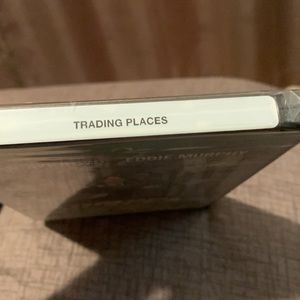 TRADING PLACES
EDDIE MURPHY